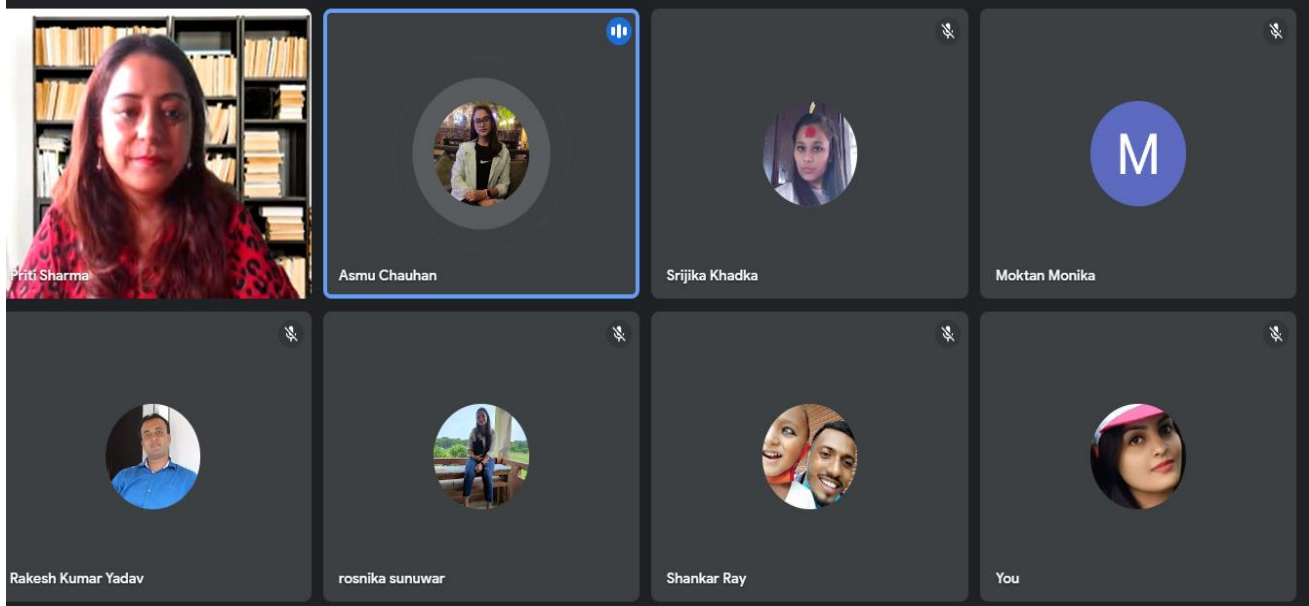 Priti Sharma
Asmu Chauhan
Srijika Khadka
M
Moktan Monika
Rakesh Kumar Yadav
rosnika sunuwar
Shankar Ray
You